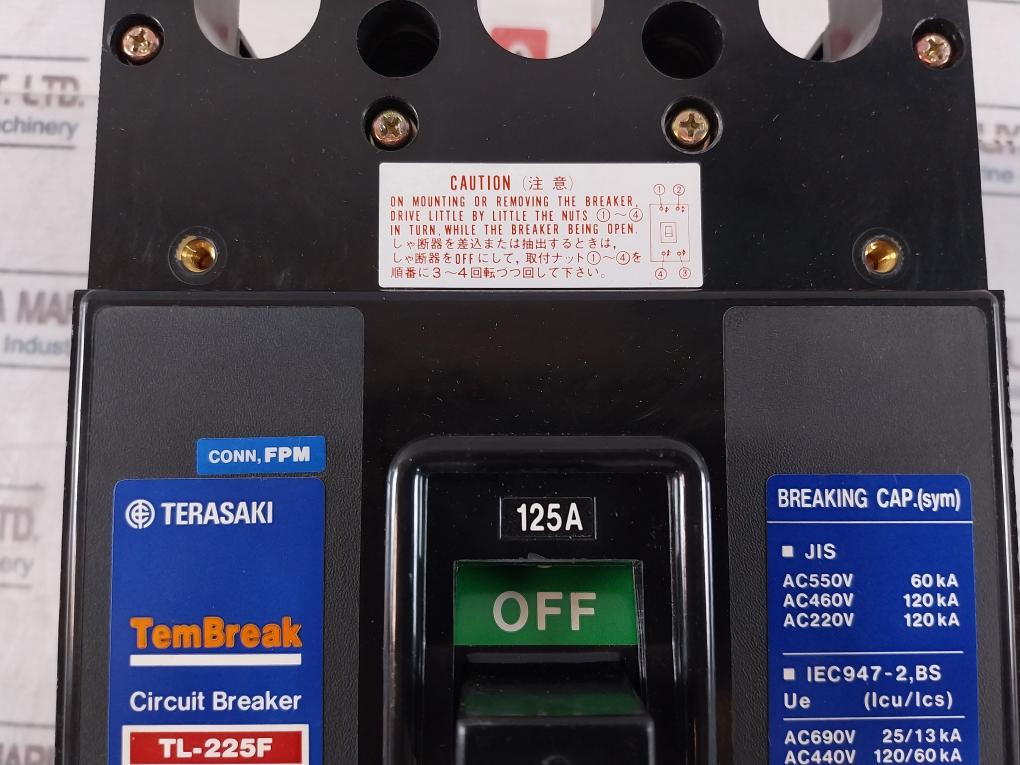 CAUTION (注意)
ON MOUNTING OR REMOVING THE BREAKER,
DRIVE LITTLE BY LITTLE THE NUTS ①~④
IN TURN, WHILE THE BREAKER BEING OPEN.
しゃ断器を差込または抽出するときは,
しゃ断器をOFFにして, 取付ナット①~④を
順番に3~4回転づつ回して下さい。
① ②
④ ③
CONN, FPM
TERASAKI
TemBreak
Circuit Breaker
TL-225F
125A
OFF
BREAKING CAP.(sym)
■ JIS
AC550V 60kA
AC460V 120kA
AC220V 120kA
■ IEC947-2,BS
Ue (Icu/Ics)
AC690V 25/13kA
AC440V 120/60kA
T. LTD.
achinery
A MAR
Indust
TD.